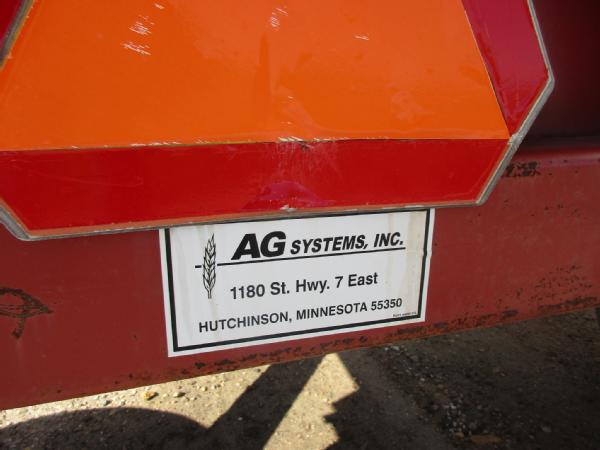 AG SYSTEMS, INC.
1180 St. Hwy. 7 East
HUTCHINSON, MINNESOTA 55350